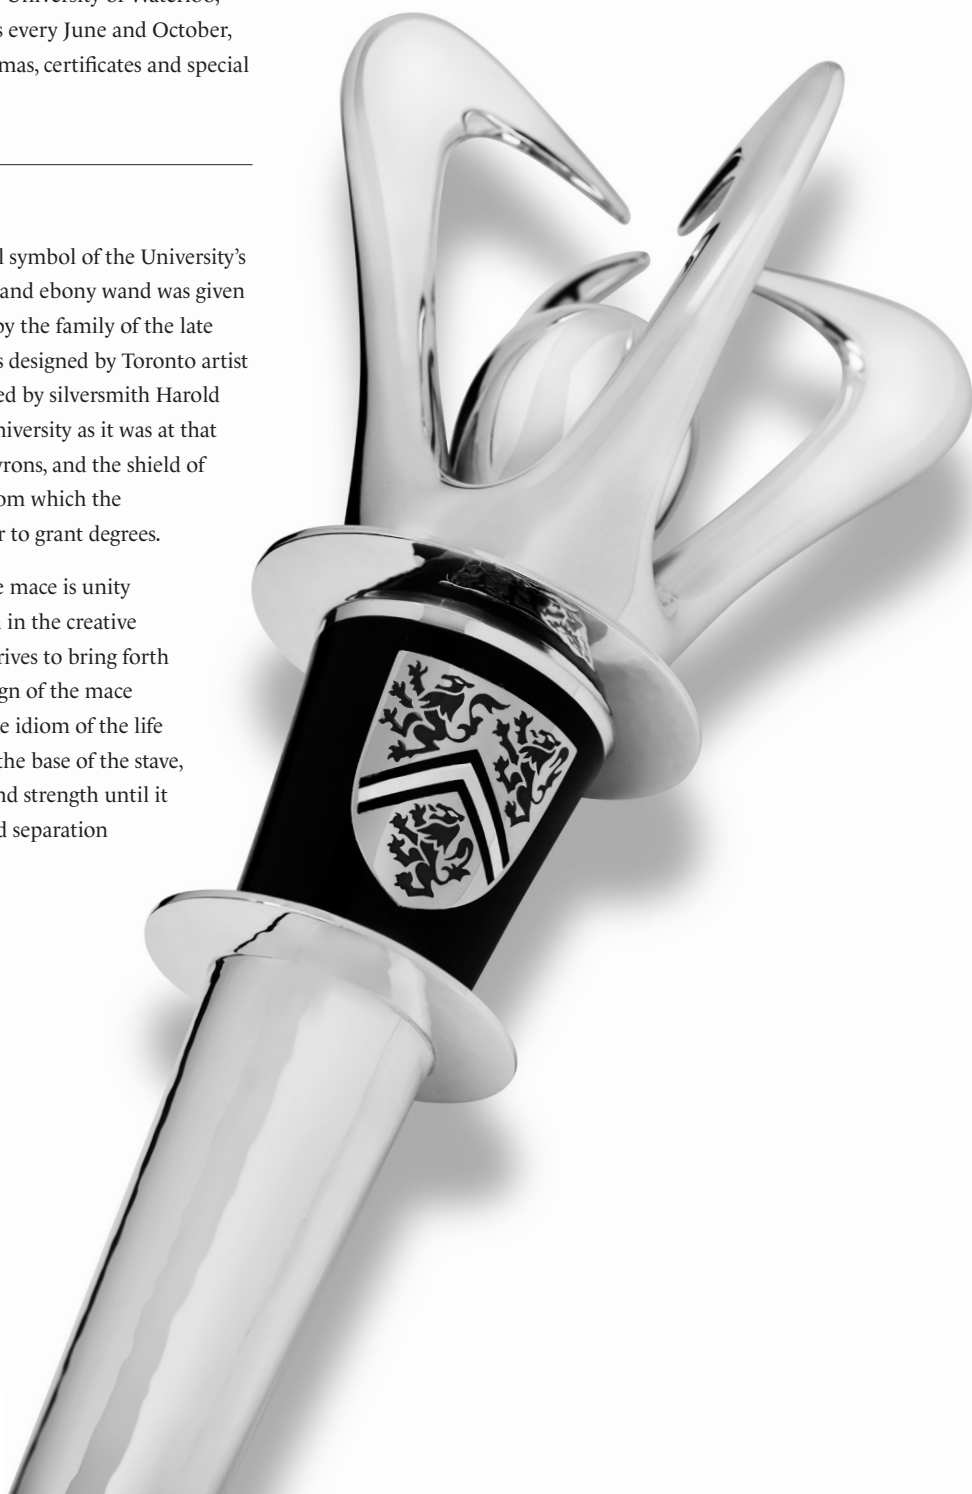 University of Waterloo,
s every June and October,
mas, certificates and special
l symbol of the University's
and ebony wand was given
by the family of the late
s designed by Toronto artist
ed by silversmith Harold
niversity as it was at that
vrons, and the shield of
om which the
r to grant degrees.
e mace is unity
in the creative
rives to bring forth
gn of the mace
e idiom of the life
the base of the stave,
nd strength until it
d separation